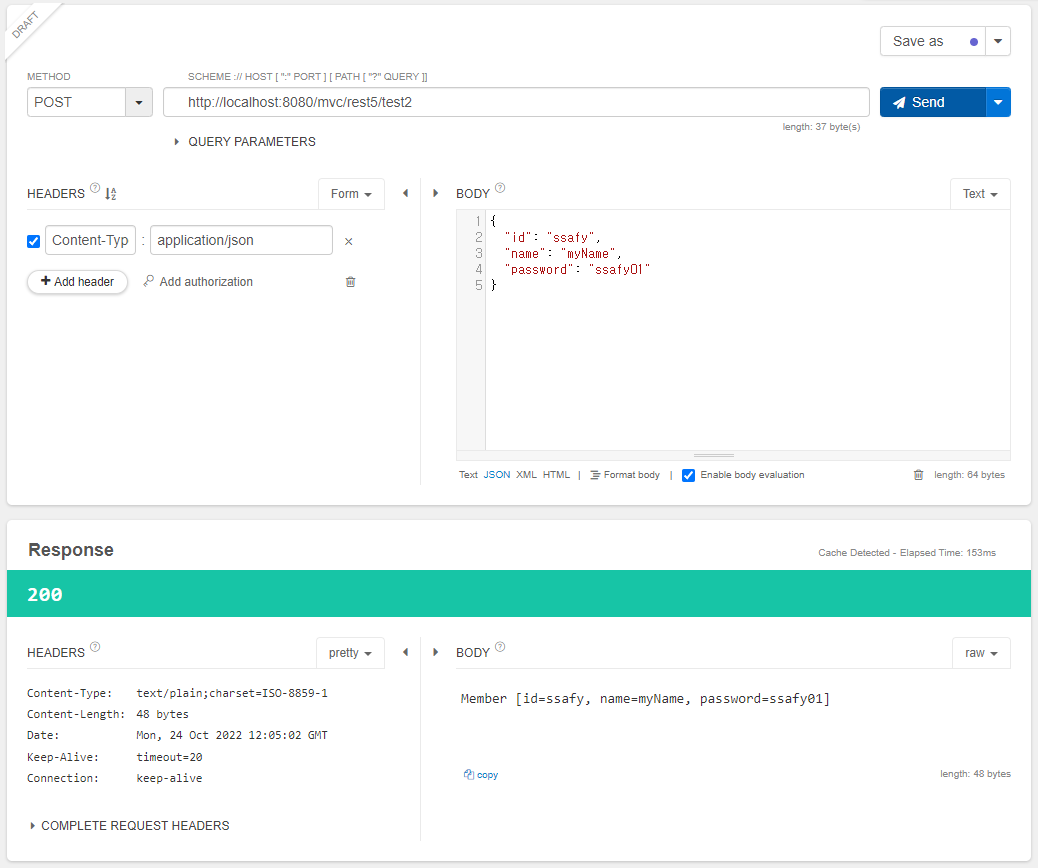 DRAFT
Save as
METHOD
SCHEME :// HOST [ ":" PORT ] [ PATH [ "?" QUERY ]]
POST
http://localhost:8080/mvc/rest5/test2
Send
length: 37 byte(s)
QUERY PARAMETERS
HEADERS ? Form
Content-Typ : application/json ×
+ Add header Add authorization
BODY ? Text
1 {
2 "id": "ssafy",
3 "name": "myName",
4 "password": "ssafy01"
5 }
Text JSON XML HTML | Format body | Enable body evaluation length: 64 bytes
Response
Cache Detected - Elapsed Time: 153ms
200
HEADERS ? pretty
Content-Type: text/plain;charset=ISO-8859-1
Content-Length: 48 bytes
Date: Mon, 24 Oct 2022 12:05:02 GMT
Keep-Alive: timeout=20
Connection: keep-alive
COMPLETE REQUEST HEADERS
BODY ? raw
Member [id=ssafy, name=myName, password=ssafy01]
copy
length: 48 bytes